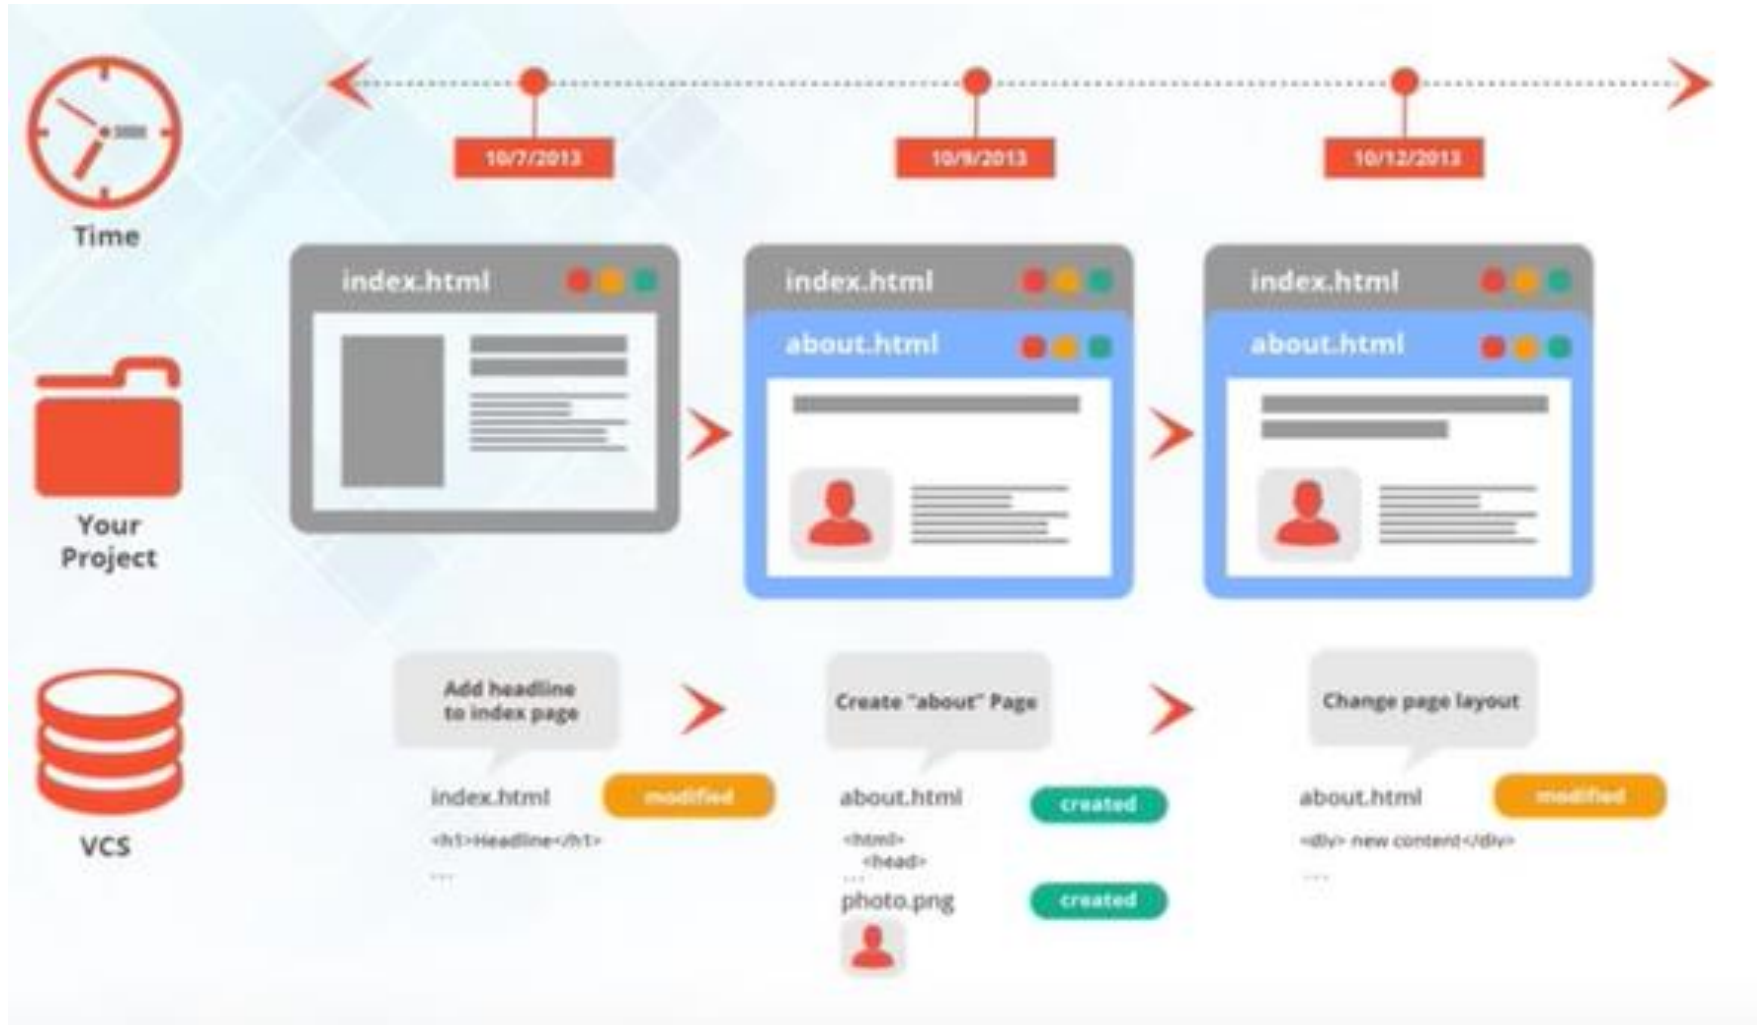 10/7/2013
10/9/2013
10/12/2013
Time
index.html
index.html
about.html
index.html
about.html
Your
Project
Add headline
to index page
Create "about" Page
Change page layout
VCS
index.html
modified
<h1>Headline</h1>
...
about.html
created
<html>
<head>
...
photo.png
created
about.html
modified
<div> new content</div>
...